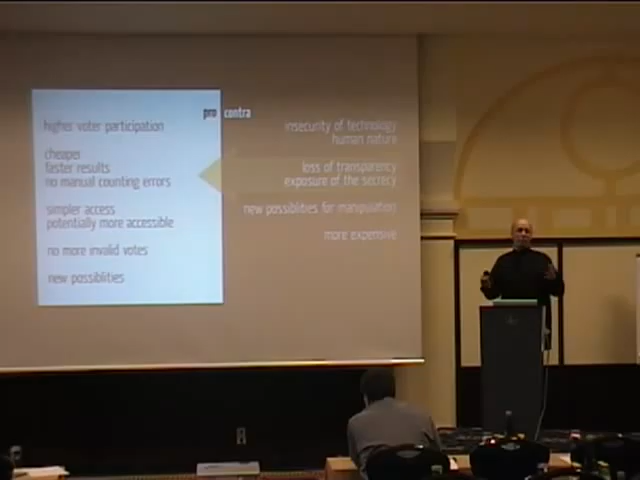 pro contra
higher voter participation
cheaper
faster results
no manual counting errors
simpler access
potentially more accessible
no more invalid votes
new possiblities
insecurity of technology
human nature
loss of transparency
exposure of the secrecy
new possiblities for manipulation
more expensive